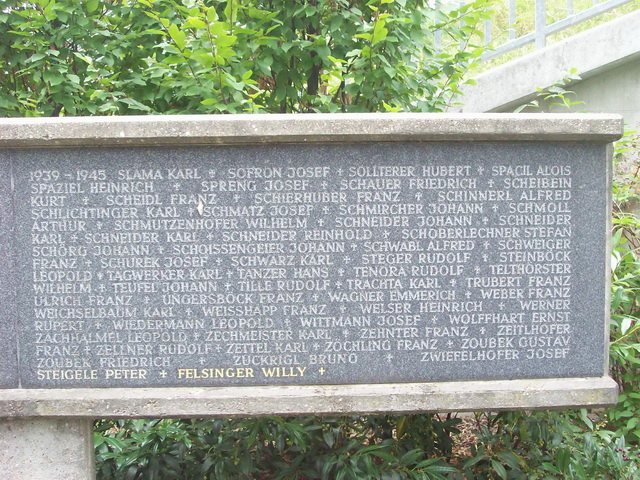 1939 - 1945 SLAMA KARL + SOFRON JOSEF + SOLLTERER HUBERT + SPACIL ALOIS
SPAZIEL HEINRICH + SPRENG JOSEF + SCHAUER FRIEDRICH + SCHEIBEIN
KURT + SCHEIDL FRANZ + SCHIERHUBER FRANZ + SCHINNERL ALFRED
SCHLICHTINGER KARL + SCHMATZ JOSEF + SCHMIRCHER JOHANN + SCHMOLL
ARTHUR + SCHMUTZENHOFER WILHELM + SCHNEIDER JOHANN + SCHNEIDER
KARL + SCHNEIDER KARL + SCHNEIDER REINHOLD + SCHOBERLECHNER STEFAN
SCHÖRG JOHANN + SCHOISSENGEIER JOHANN + SCHWABL ALFRED + SCHWEIGER
FRANZ + SCHUREK JOSEF + SCHWARZ KARL + STEGER RUDOLF + STEINBÖCK
LEOPOLD + TAGWERKER KARL + TANZER HANS + TENORA RUDOLF + TELTHÖRSTER
WILHELM + TEUFEL JOHANN + TILLE RUDOLF + TRACHTA KARL + TRUBERT FRANZ
ULRICH FRANZ + UNGERSBÖCK FRANZ + WAGNER EMMERICH + WEBER FRANZ
WEICHSELBAUM KARL + WEISSHAPP FRANZ + WELSER HEINRICH + WERNER
RUPERT + WIEDERMANN LEOPOLD + WITTMANN JOSEF + WOLFFHART ERNST
ZACHHALMEL LEOPOLD + ZECHMEISTER KARL + ZEHNTER FRANZ + ZEITLHOFER
FRANZ + ZELLNER RUDOLF + ZETTEL KARL + ZÖCHLING FRANZ + ZOUBEK GUSTAV
ZOUBEK FRIEDRICH + ZUCKRIGL BRUNO + ZWIEFELHOFER JOSEF
STEIGELE PETER + FELSINGER WILLY +